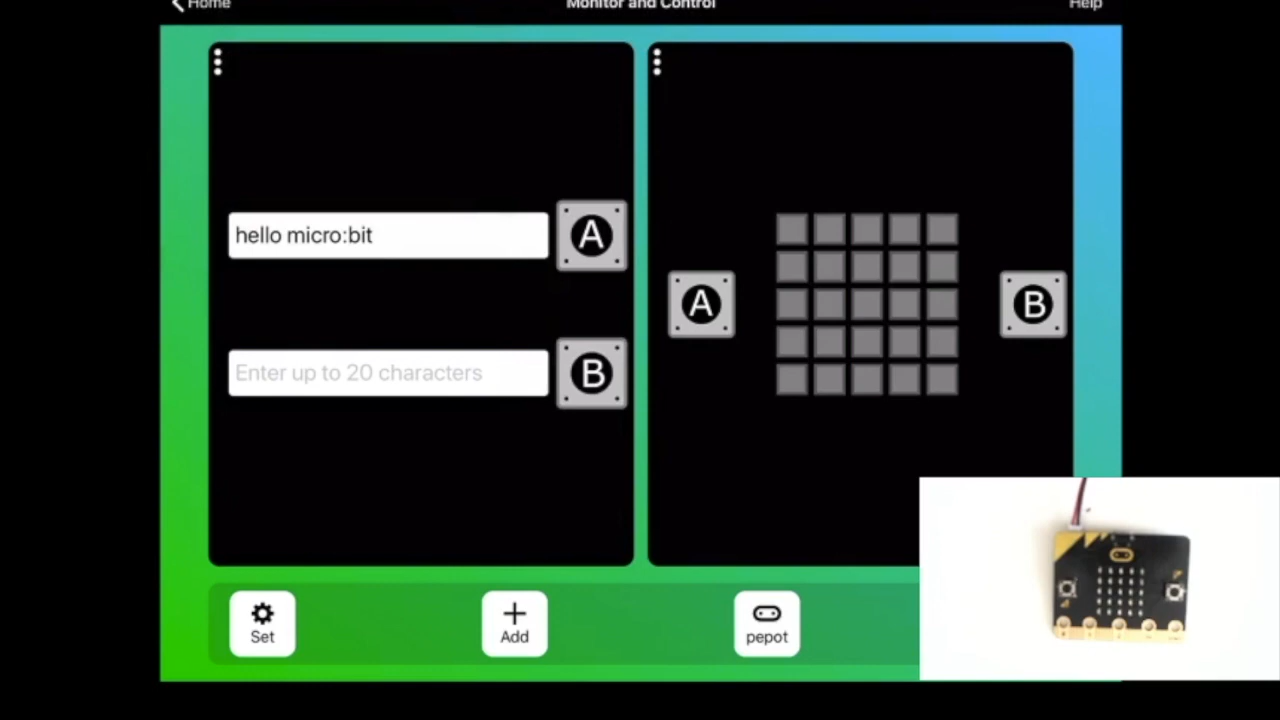 Home
Monitor and Control
Help
hello micro:bit
A
Enter up to 20 characters
B
A
B
Set
Add
pepot